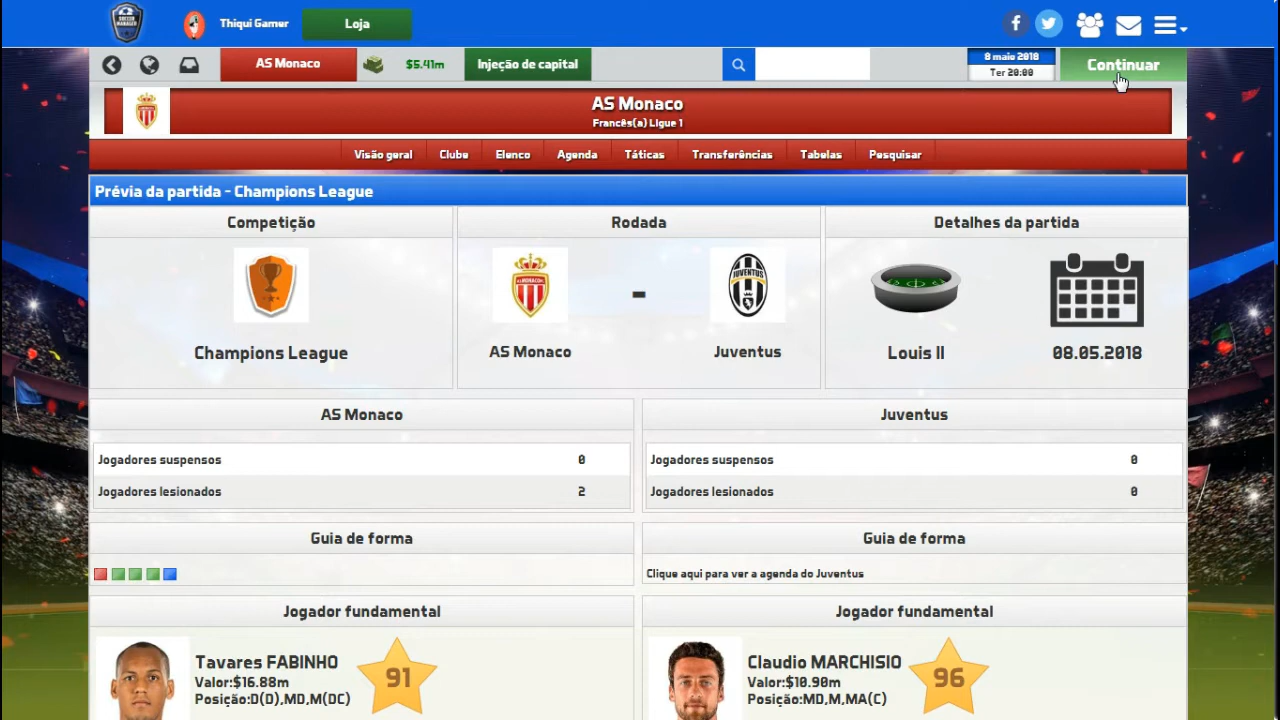 SOCCER MANAGER
Thiqui Gamer
Loja
AS Monaco
$5.41m
Injeção de capital
8 maio 2018
Ter 20:00
Continuar
AS Monaco
Francês(a) Ligue 1
Visão geral Clube Elenco Agenda Táticas Transferências Tabelas Pesquisar
Prévia da partida - Champions League
Competição
Rodada
Detalhes da partida
JUVENTUS
-
Champions League
AS Monaco
Juventus
Louis II
08.05.2018
AS Monaco
Juventus
Jogadores suspensos 0
Jogadores suspensos 0
Jogadores lesionados 2
Jogadores lesionados 0
Guia de forma
Guia de forma
Clique aqui para ver a agenda do Juventus
Jogador fundamental
Jogador fundamental
Tavares FABINHO
Valor:$16.88m
Posição:D(D),MD,M(DC)
91
Claudio MARCHISIO
Valor:$10.90m
Posição:MD,M,MA(C)
96